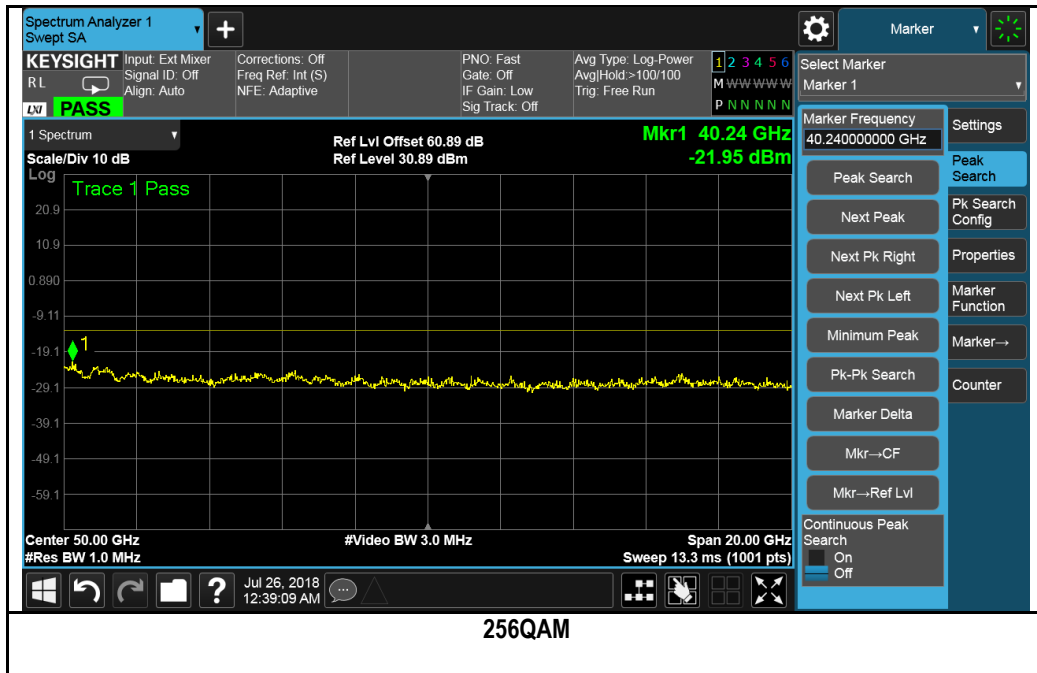 Spectrum Analyzer 1
Swept SA
+
Marker
KEYSIGHT
RL
LXI
PASS
Input: Ext Mixer
Signal ID: Off
Align: Auto
Corrections: Off
Freq Ref: Int (S)
NFE: Adaptive
PNO: Fast
Gate: Off
IF Gain: Low
Sig Track: Off
Avg Type: Log-Power
Avg|Hold:>100/100
Trig: Free Run
1 2 3 4 5 6
M W W W W W
P N N N N N
Select Marker
Marker 1
1 Spectrum
Scale/Div 10 dB
Ref Lvl Offset 60.89 dB
Ref Level 30.89 dBm
Mkr1 40.24 GHz
-21.95 dBm
Log
Trace 1 Pass
20.9
10.9
0.890
-9.11
-19.1
-29.1
-39.1
-49.1
-59.1
1
Center 50.00 GHz
#Res BW 1.0 MHz
#Video BW 3.0 MHz
Span 20.00 GHz
Sweep 13.3 ms (1001 pts)
Marker Frequency
40.240000000 GHz
Peak Search
Next Peak
Next Pk Right
Next Pk Left
Minimum Peak
Pk-Pk Search
Marker Delta
Mkr→CF
Mkr→Ref Lvl
Continuous Peak
Search
On
Off
Settings
Peak
Search
Pk Search
Config
Properties
Marker
Function
Marker→
Counter
?
Jul 26, 2018
12:39:09 AM
256QAM